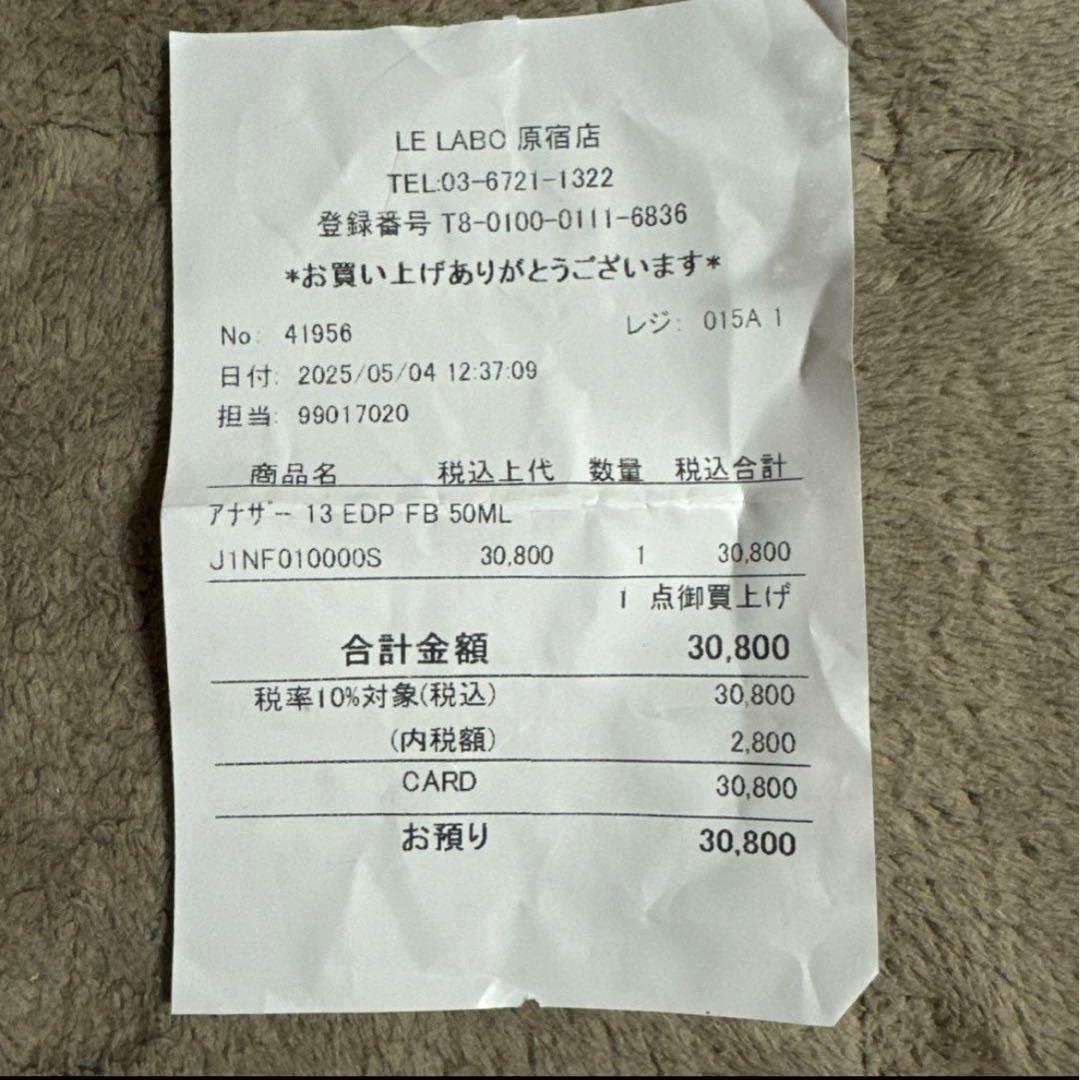 LE LABO 原宿店
TEL:03-6721-1322
登録番号 T8-0100-0111-6836
*お買い上げありがとうございます*
No: 41956 レジ: 015A 1
日付: 2025/05/04 12:37:09
担当: 99017020
商品名 税込上代 数量 税込合計
アナザー 13 EDP FB 50ML
J1NF010000S 30,800 1 30,800
1 点御買上げ
合計金額 30,800
税率10%対象(税込) 30,800
(内税額) 2,800
CARD 30,800
お預り 30,800